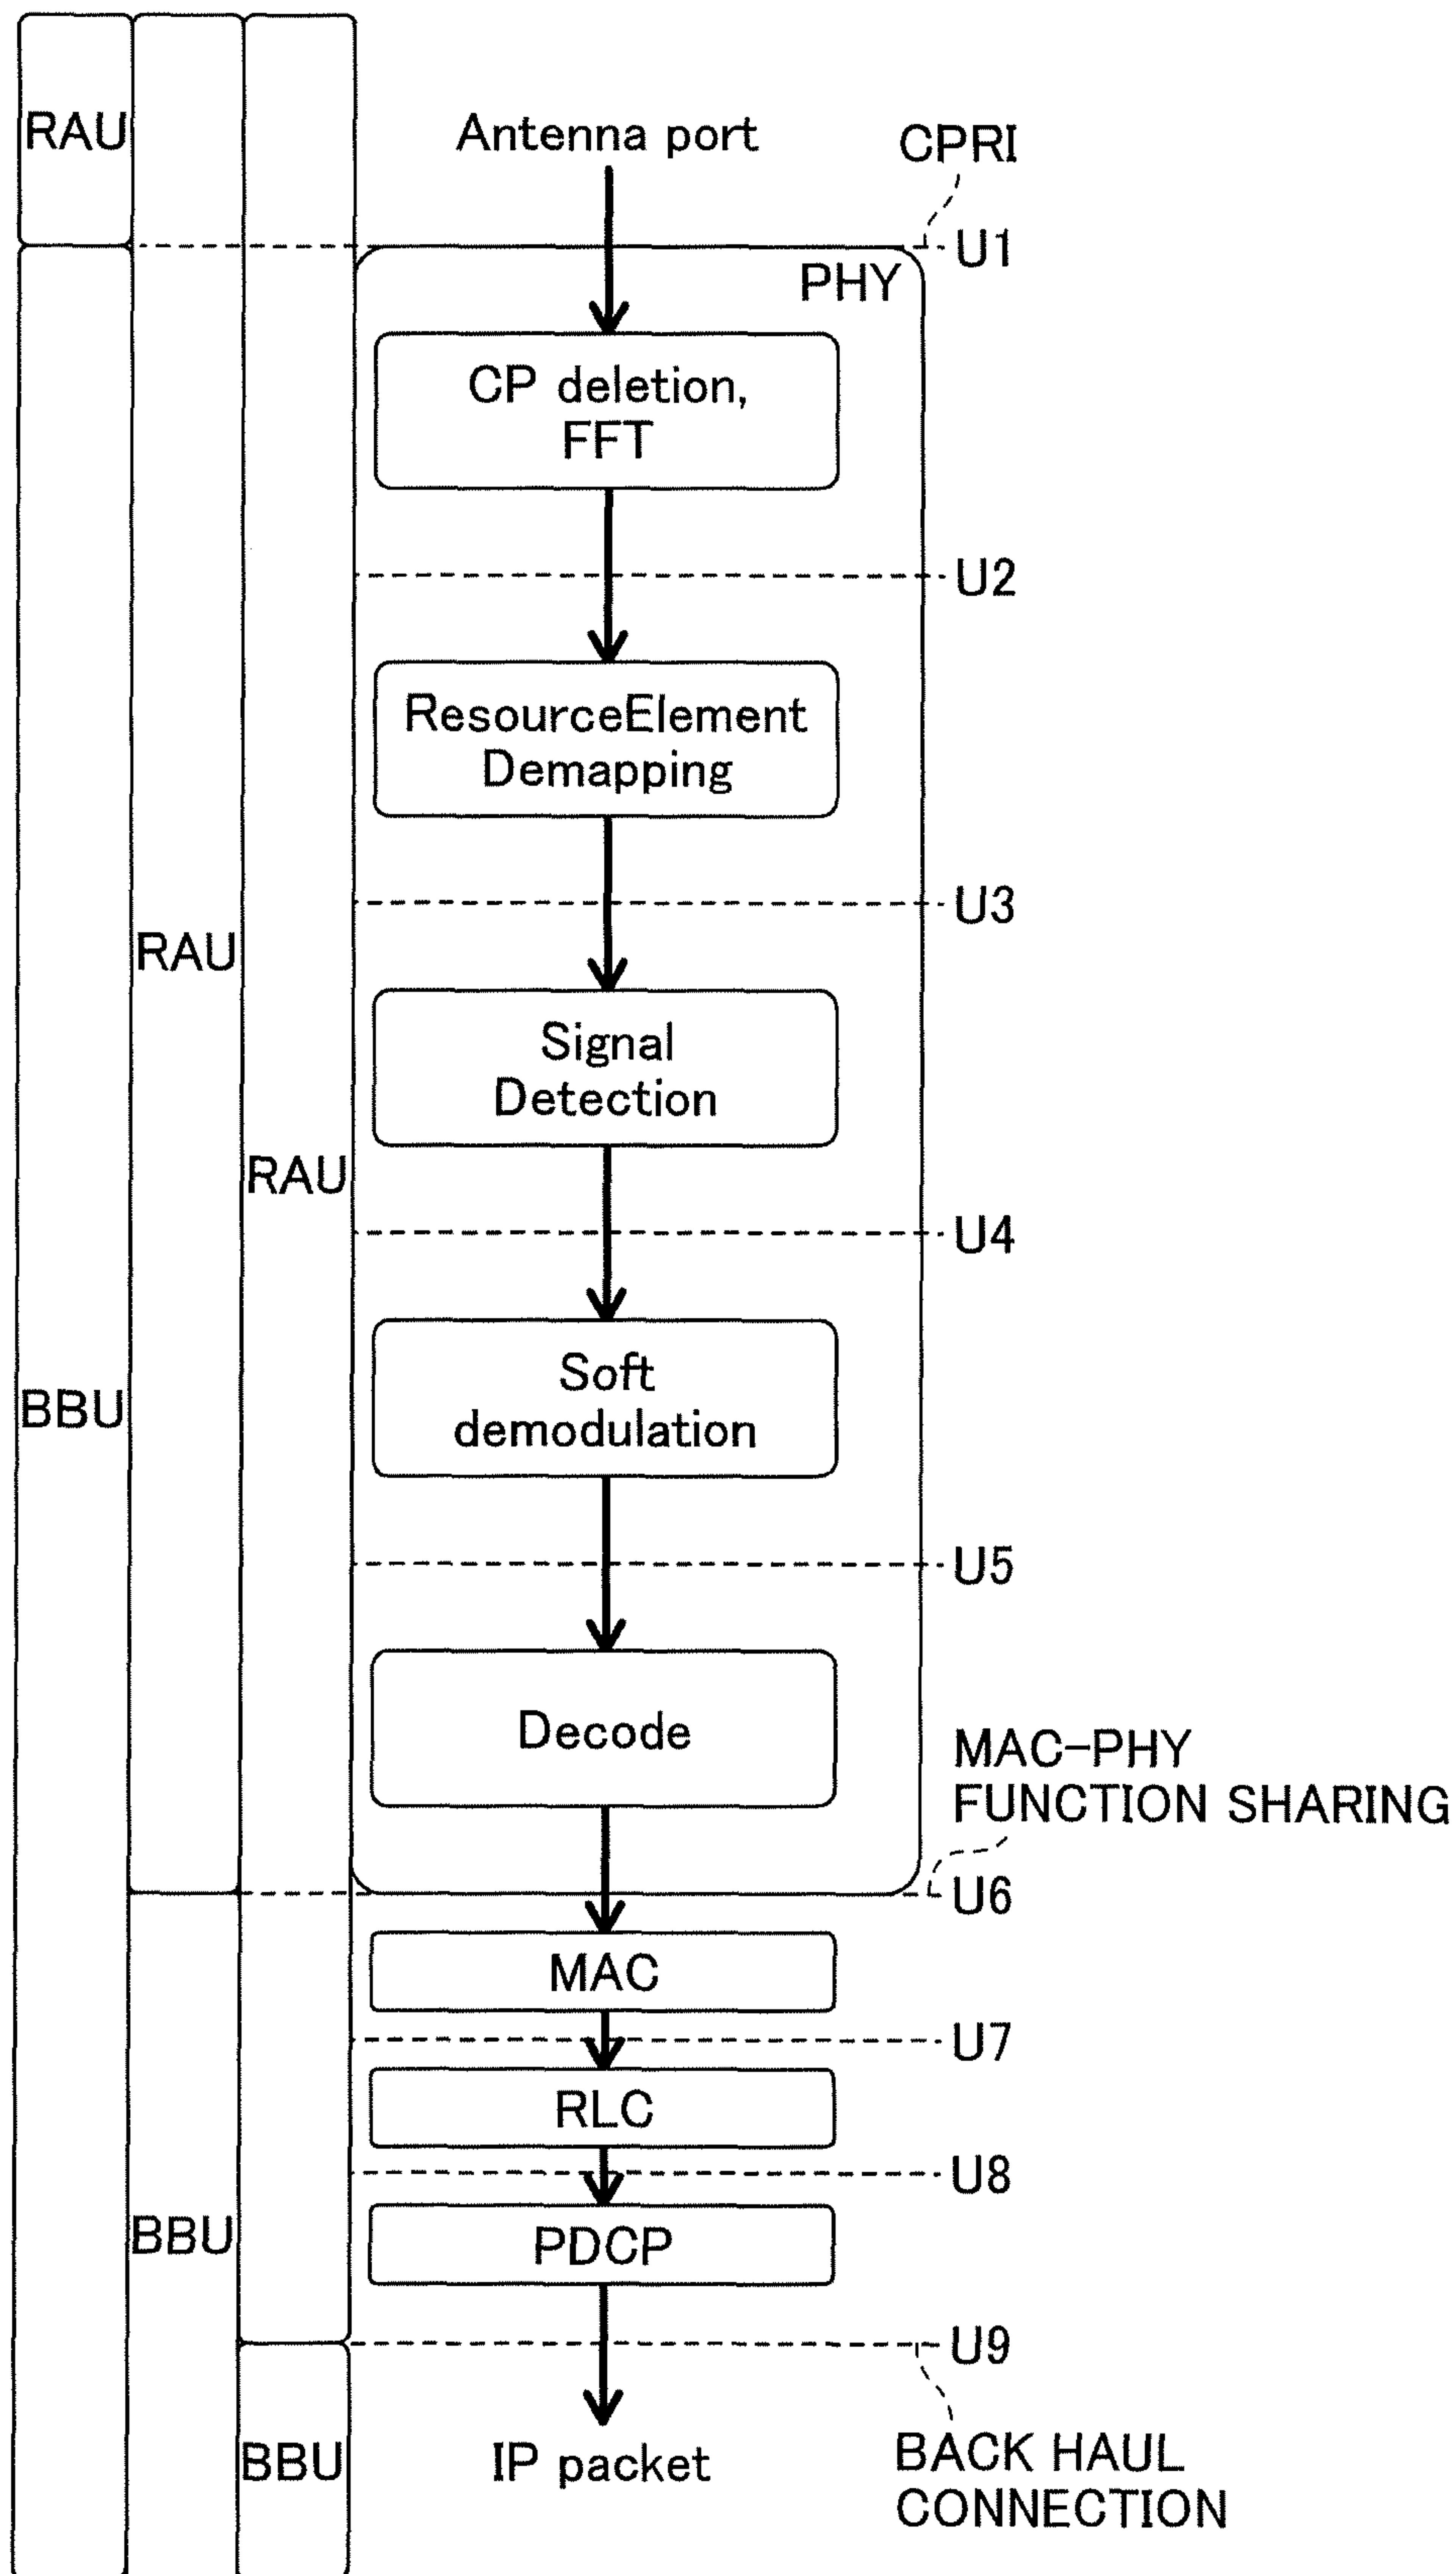 RAU
Antenna port
CPRI
U1
PHY
CP deletion,
FFT
U2
ResourceElement
Demapping
U3
RAU
Signal
Detection
RAU
U4
Soft
demodulation
BBU
U5
Decode
MAC-PHY
FUNCTION SHARING
U6
MAC
U7
RLC
U8
BBU
PDCP
U9
BBU
IP packet
BACK HAUL
CONNECTION